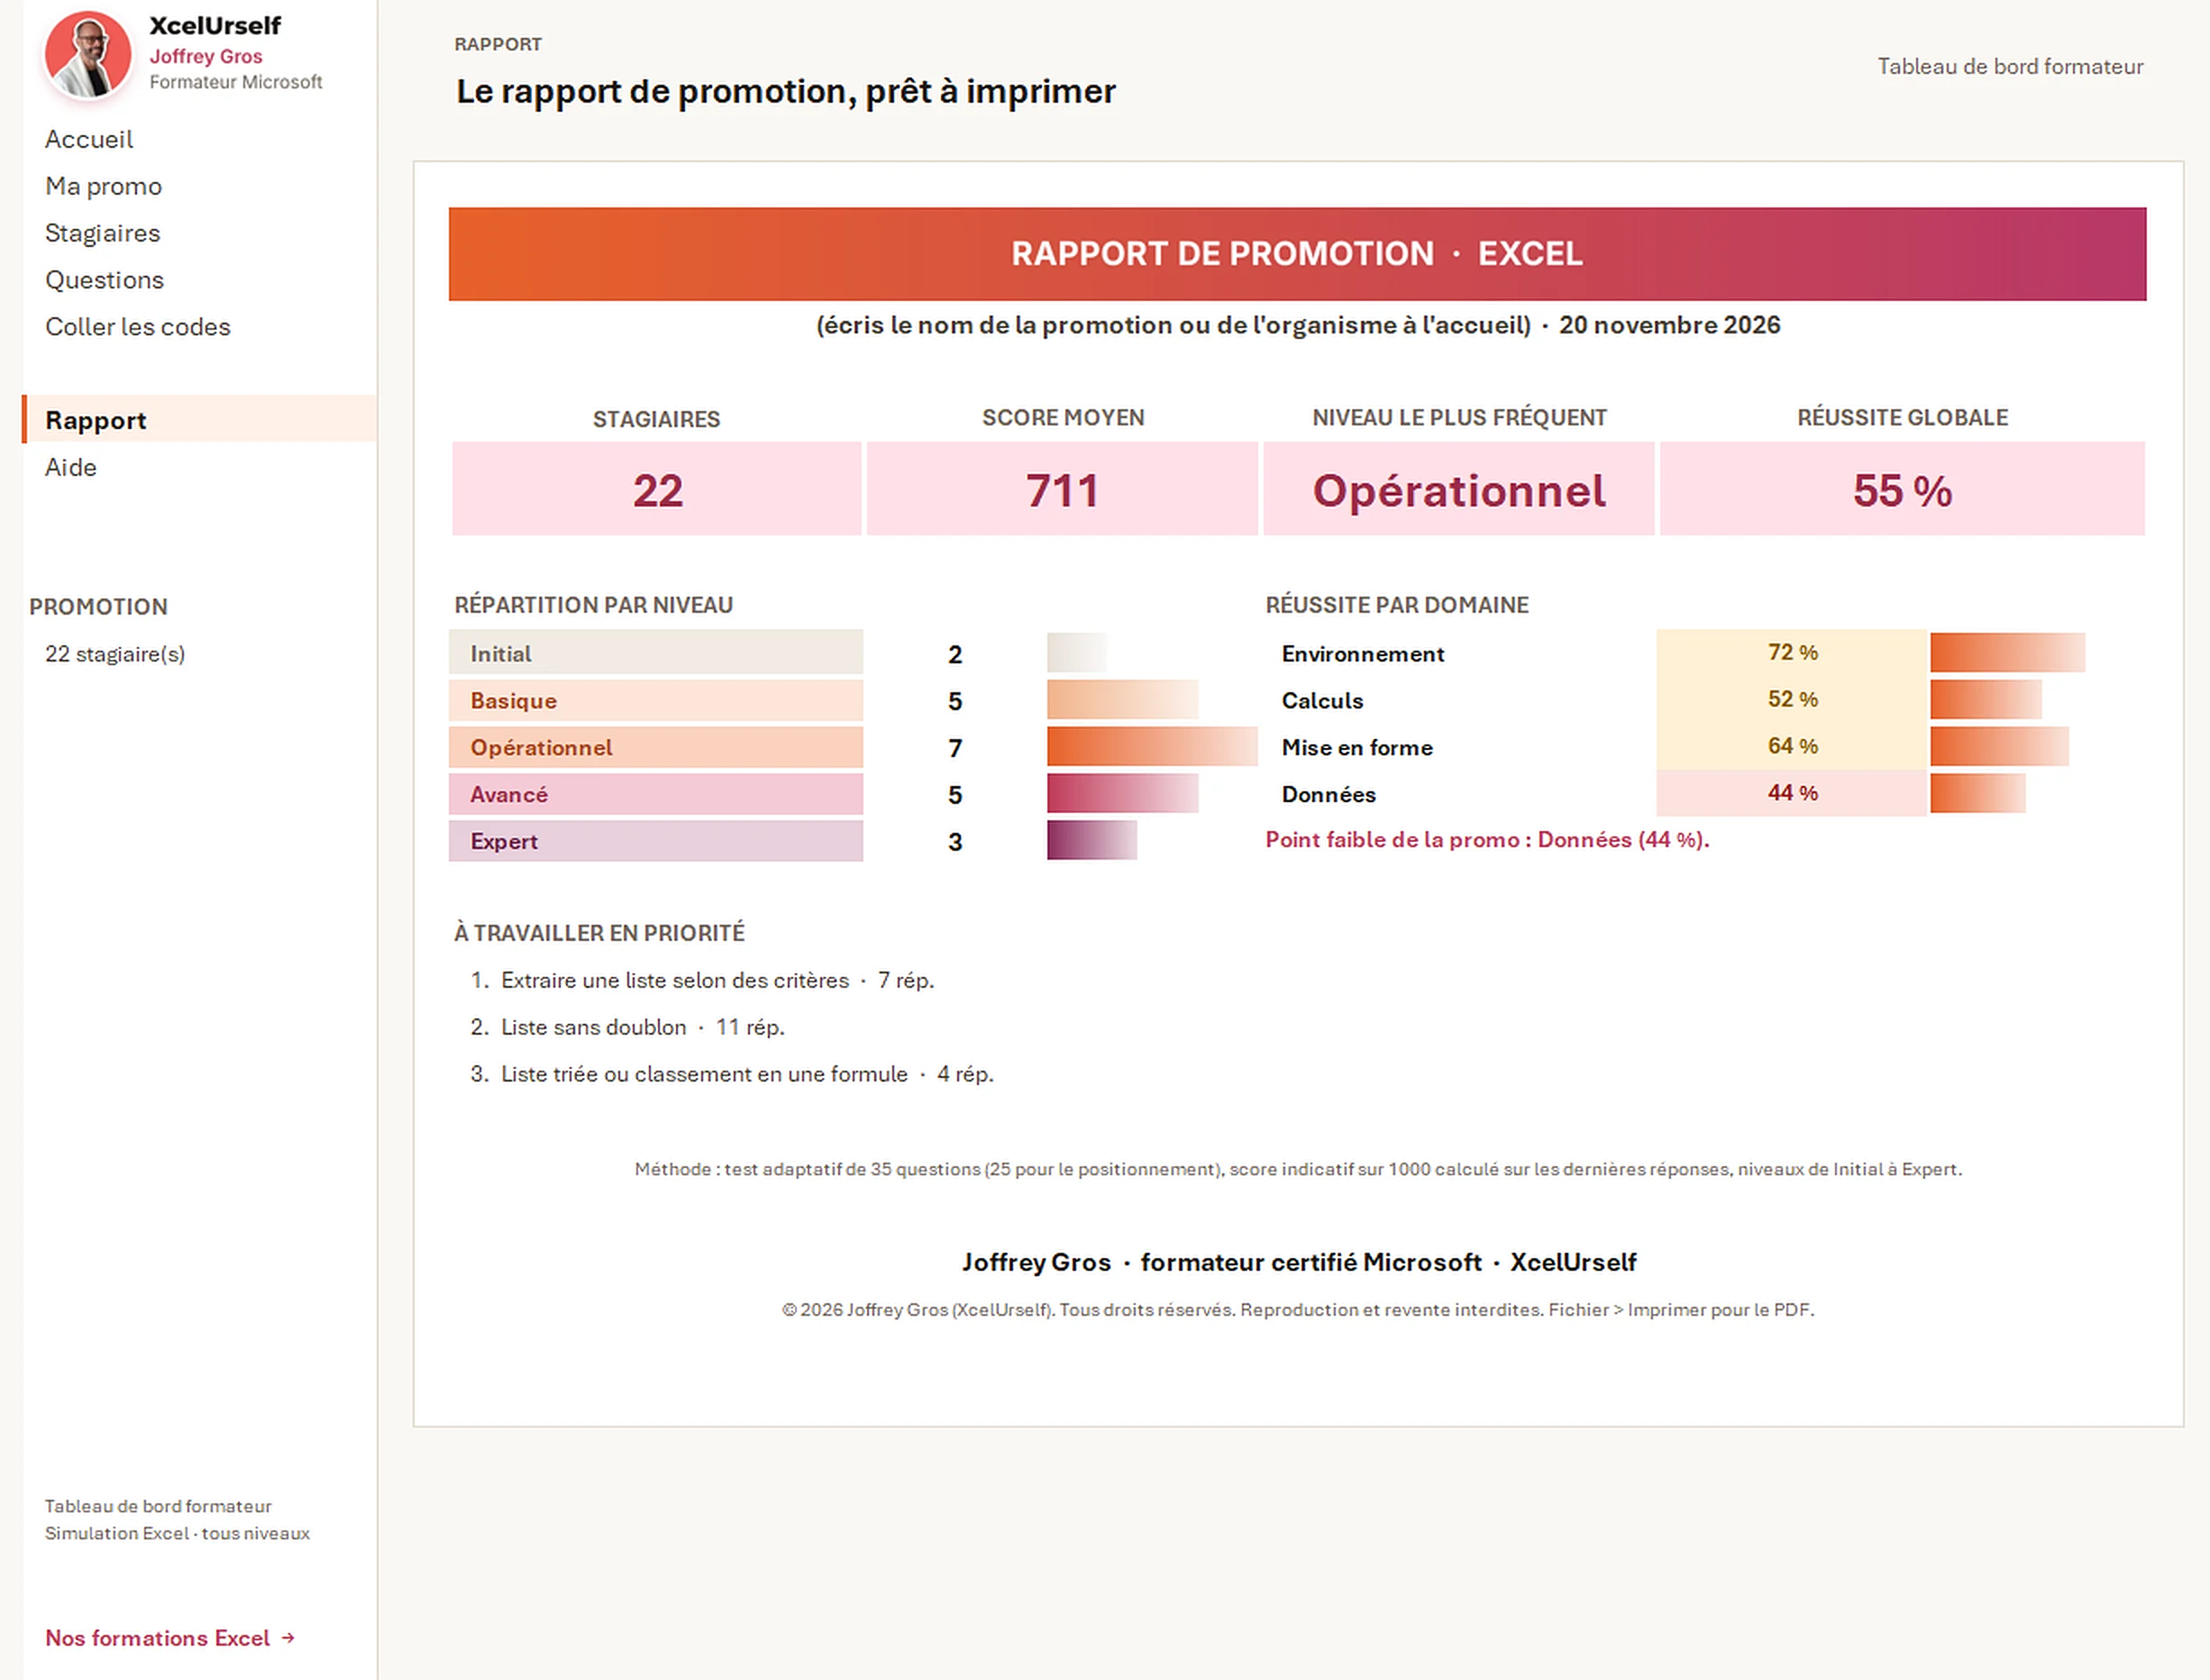 XcelUrself
Joffrey Gros
Formateur Microsoft
Accueil
Ma promo
Stagiaires
Questions
Coller les codes
Rapport
Aide
PROMOTION
22 stagiaire(s)
Tableau de bord formateur
Simulation Excel · tous niveaux
Nos formations Excel →
RAPPORT
Le rapport de promotion, prêt à imprimer
Tableau de bord formateur
RAPPORT DE PROMOTION · EXCEL
(écris le nom de la promotion ou de l'organisme à l'accueil) · 20 novembre 2026
STAGIAIRES SCORE MOYEN NIVEAU LE PLUS FRÉQUENT RÉUSSITE GLOBALE
22 711 Opérationnel 55 %
RÉPARTITION PAR NIVEAU
Initial 2
Basique 5
Opérationnel 7
Avancé 5
Expert 3
RÉUSSITE PAR DOMAINE
Environnement 72 %
Calculs 52 %
Mise en forme 64 %
Données 44 %
Point faible de la promo : Données (44 %).
À TRAVAILLER EN PRIORITÉ
1. Extraire une liste selon des critères · 7 rép.
2. Liste sans doublon · 11 rép.
3. Liste triée ou classement en une formule · 4 rép.
Méthode : test adaptatif de 35 questions (25 pour le positionnement), score indicatif sur 1000 calculé sur les dernières réponses, niveaux de Initial à Expert.
Joffrey Gros · formateur certifié Microsoft · XcelUrself
© 2026 Joffrey Gros (XcelUrself). Tous droits réservés. Reproduction et revente interdites. Fichier > Imprimer pour le PDF.